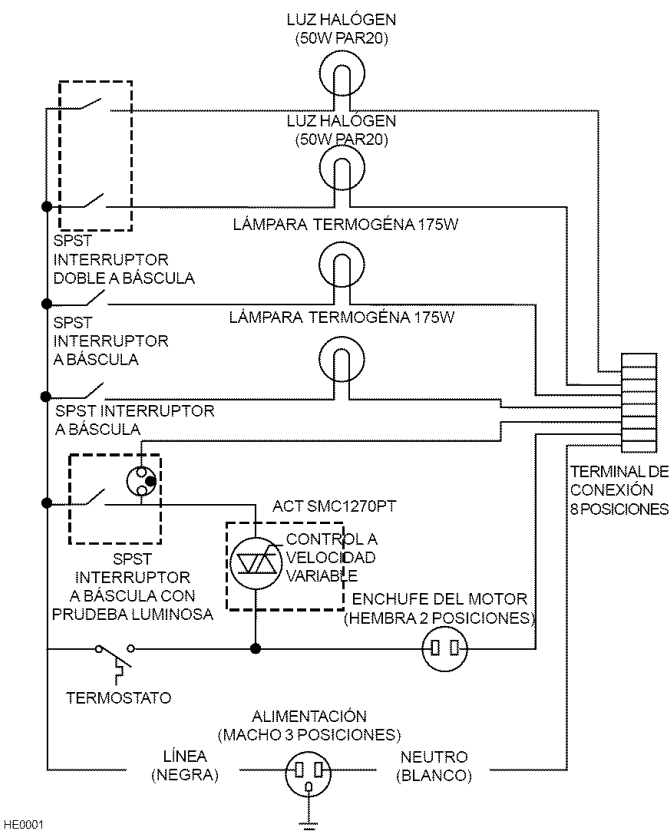 LUZ HALÓGEN
(50W PAR20)
LUZ HALÓGEN
(50W PAR20)
LÁMPARA TERMOGÉNA 175W
SPST
INTERRUPTOR
DOBLE A BÁSCULA
LÁMPARA TERMOGÉNA 175W
SPST
INTERRUPTOR
A BÁSCULA
SPST INTERRUPTOR
A BÁSCULA
TERMINAL DE
CONEXIÓN
8 POSICIONES
ACT SMC1270PT
CONTROL A
VELOCIDAD
VARIABLE
SPST
INTERRUPTOR
A BÁSCULA CON
PRUDEBA LUMINOSA
ENCHUFE DEL MOTOR
(HEMBRA 2 POSICIONES)
TERMOSTATO
ALIMENTACIÓN
(MACHO 3 POSICIONES)
LÍNEA
(NEGRA)
NEUTRO
(BLANCO)
HE0001